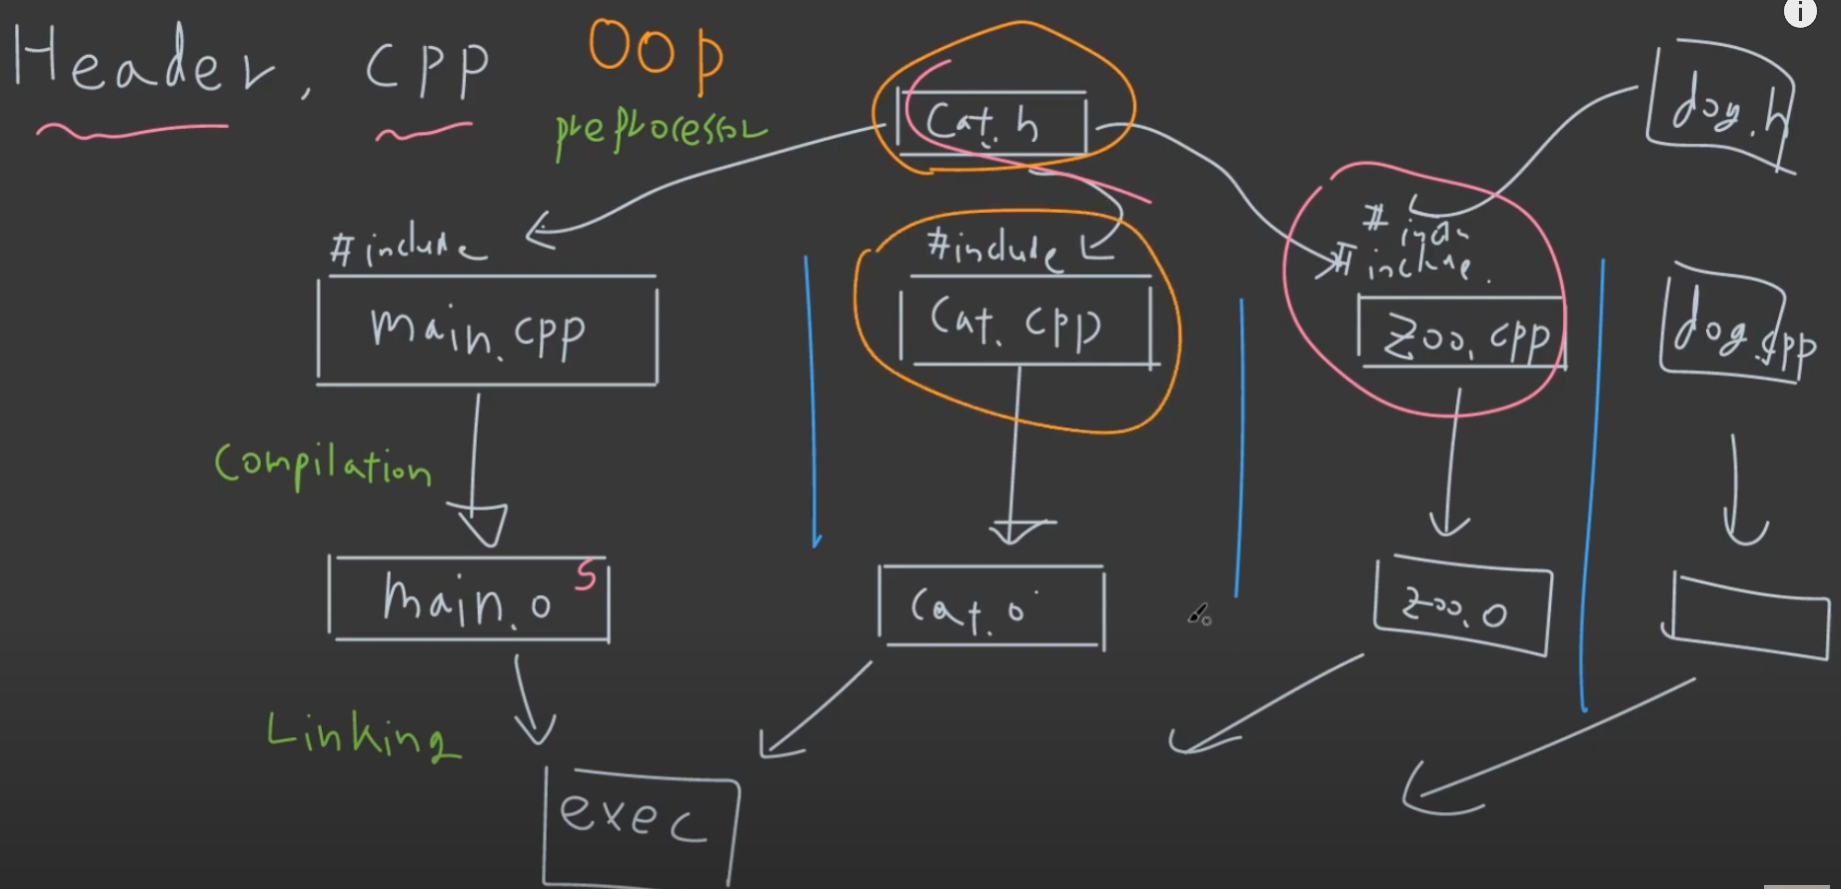 Header, cpp
OOP
preprocessor
Cat.h
dog.h
#include
#include
#
#include
main.cpp
Cat.cpp
Zoo.cpp
dog.cpp
Compilation
main.o
S
Cat.o
Zoo.o
Linking
exec